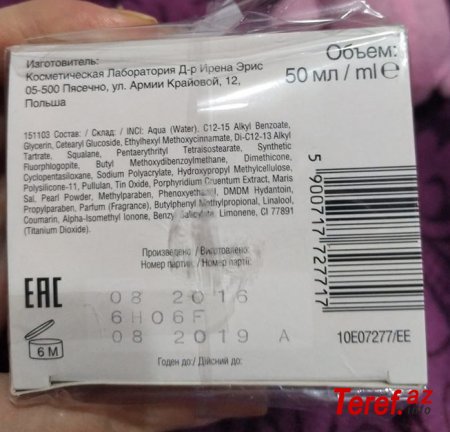 Изготовитель:
Косметическая Лаборатория Д-р Ирена Эрис
05-500 Пясечно, ул. Армии Крайовой, 12,
Польша
Объем:
50 мл / ml ℮
151103 Состав: / Склад: / INCI: Aqua (Water), C12-15 Alkyl Benzoate,
Glycerin, Cetearyl Glucoside, Ethylhexyl Methoxycinnamate, Di-C12-13 Alkyl
Tartrate, Squalane, Pentaerythrityl Tetraisostearate, Synthetic
Fluorphlogopite, Butyl Methoxydibenzoylmethane, Dimethicone,
Cyclopentasiloxane, Sodium Polyacrylate, Hydroxypropyl Methylcellulose,
Polysilicone-11, Pullulan, Tin Oxide, Porphyridium Cruentum Extract, Maris
Sal, Pearl Powder, Methylparaben, Phenoxyethanol, DMDM Hydantoin,
Propylparaben, Parfum (Fragrance), Butylphenyl Methylpropional, Linalool,
Coumarin, Alpha-Isomethyl Ionone, Benzyl Salicylate, Limonene, CI 77891
(Titanium Dioxide).
5 900717 727717
Произведено / Виготовлено:
Номер партии: / Номер партії:
EAC
08 2016
6H06F
08 2019 A
6 M
10E07277/EE
Годен до:/ Дійсний до:
Teref.az
info